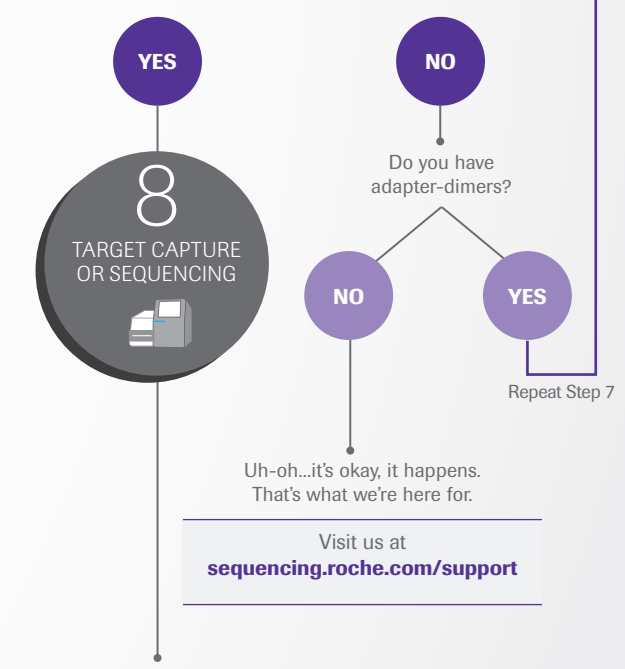 YES
NO
8
TARGET CAPTURE
OR SEQUENCING
Do you have
adapter-dimers?
NO
YES
Repeat Step 7
Uh-oh...it's okay, it happens.
That's what we're here for.
Visit us at
sequencing.roche.com/support